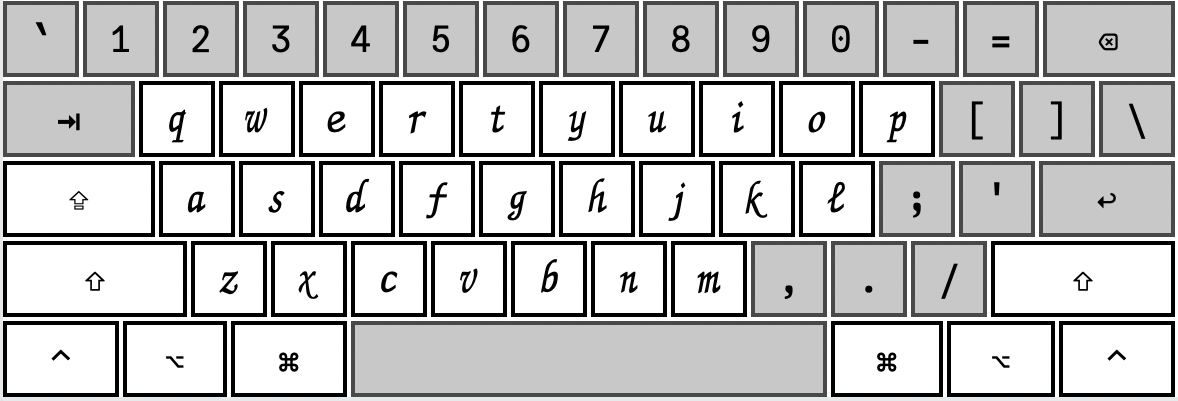 ` 1 2 3 4 5 6 7 8 9 0 - = ⌫
⇥ q w e r t y u i o p [ ] \
⇪ a s d f g h j k ℓ ; ' ↩
⇧ z x c v b n m , . / ⇧
^ ⌥ ⌘ ⌘ ⌥ ^